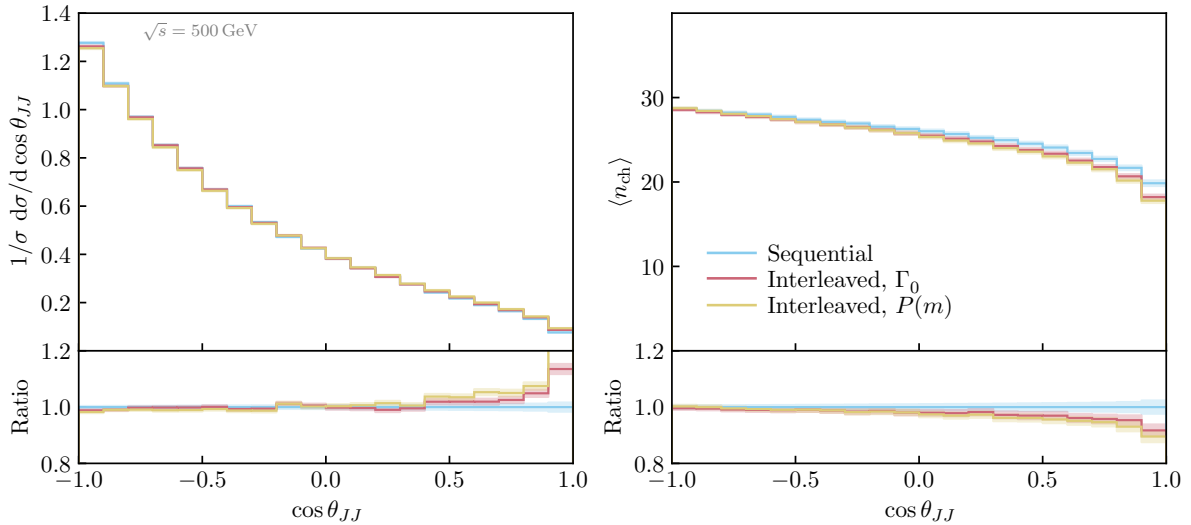 √s = 500 GeV
1/σ dσ/d cos θ_JJ
1.4
1.2
1.0
0.8
0.6
0.4
0.2
Ratio
1.2
1.0
0.8
−1.0
−0.5
0.0
0.5
1.0
cos θ_JJ
⟨n_ch⟩
30
20
10
Sequential
Interleaved, Γ_0
Interleaved, P(m)
Ratio
1.2
1.0
0.8
−1.0
−0.5
0.0
0.5
1.0
cos θ_JJ